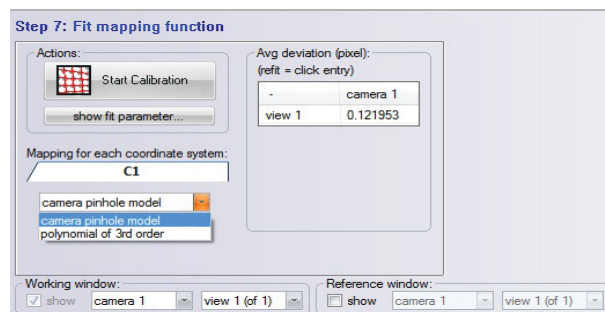 Step 7: Fit mapping function
Actions:
Start Calibration
show fit parameter...
Mapping for each coordinate system:
C1
camera pinhole model
camera pinhole model
polynomial of 3rd order
Avg deviation (pixel):
(refit = click entry)
- camera 1
view 1 0.121953
Working window:
show camera 1 view 1 (of 1)
Reference window:
show camera 1 view 1 (of 1)